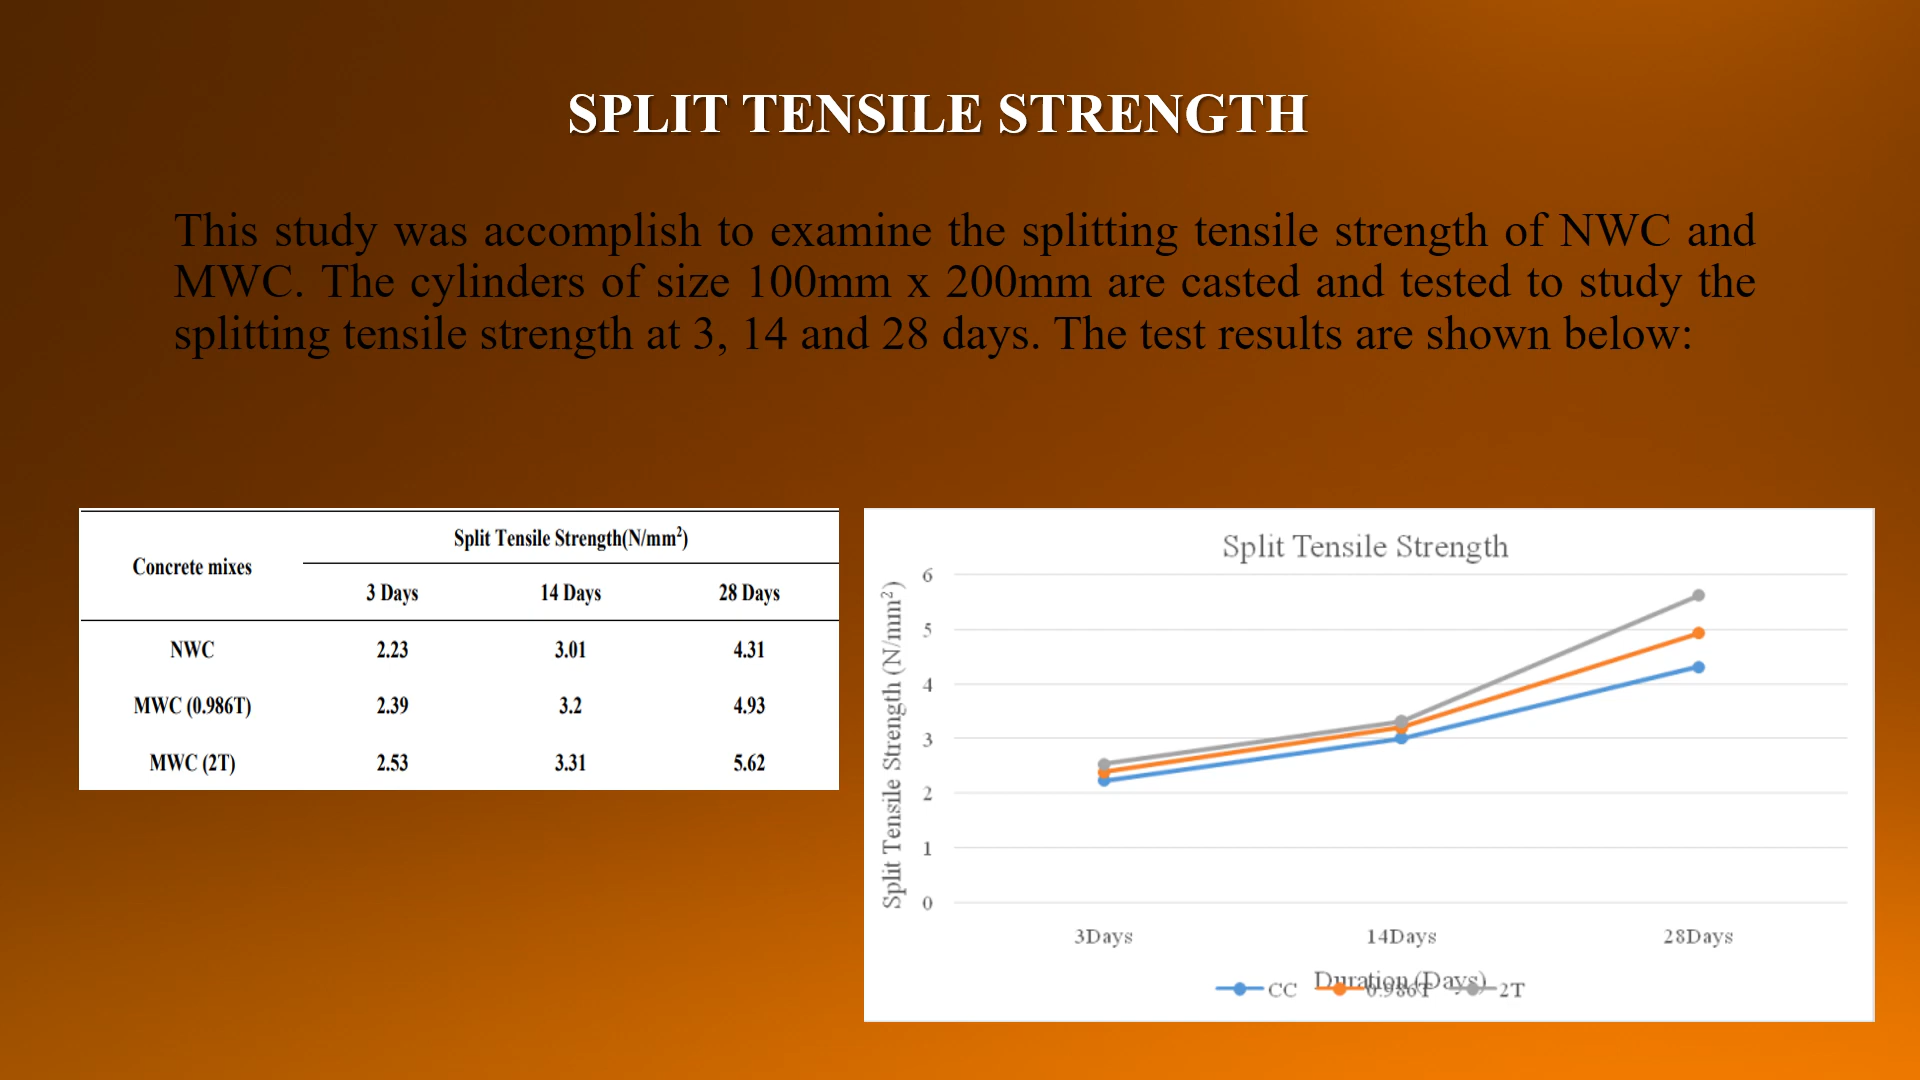 SPLIT TENSILE STRENGTH
This study was accomplish to examine the splitting tensile strength of NWC and
MWC. The cylinders of size 100mm x 200mm are casted and tested to study the
splitting tensile strength at 3, 14 and 28 days. The test results are shown below:
Split Tensile Strength(N/mm²)
Concrete mixes
3 Days 14 Days 28 Days
NWC 2.23 3.01 4.31
MWC (0.986T) 2.39 3.2 4.93
MWC (2T) 2.53 3.31 5.62
Split Tensile Strength
Split Tensile Strength (N/mm²)
6
5
4
3
2
1
0
3Days 14Days 28Days
Duration (Days)
CC 0.986T 2T